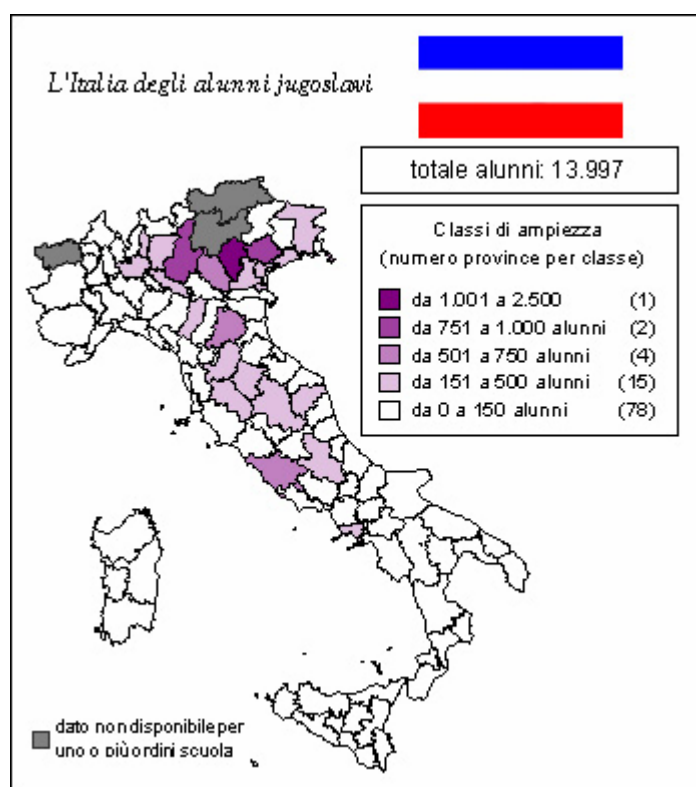 L'Italia degli alunni jugoslavi
totale alunni: 13.997
Classi di ampiezza
(numero province per classe)
da 1.001 a 2.500 (1)
da 751 a 1.000 alunni (2)
da 501 a 750 alunni (4)
da 151 a 500 alunni (15)
da 0 a 150 alunni (78)
dato non disponibile per
uno o più ordini scuola